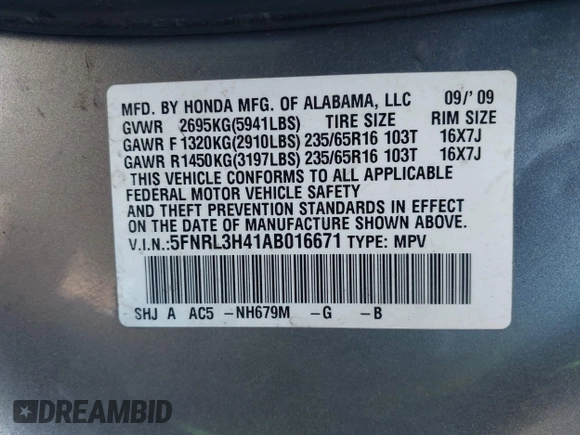 MFD. BY HONDA MFG. OF ALABAMA, LLC 09/'09
GVWR 2695KG(5941LBS) TIRE SIZE RIM SIZE
GAWR F 1320KG(2910LBS) 235/65R16 103T 16X7J
GAWR R1450KG(3197LBS) 235/65R16 103T 16X7J
THIS VEHICLE CONFORMS TO ALL APPLICABLE
FEDERAL MOTOR VEHICLE SAFETY
AND THEFT PREVENTION STANDARDS IN EFFECT
ON THE DATE OF MANUFACTURE SHOWN ABOVE.
V.I.N.:5FNRL3H41AB016671 TYPE: MPV
SHJ A AC5 -NH679M -G -B
DREAMBID